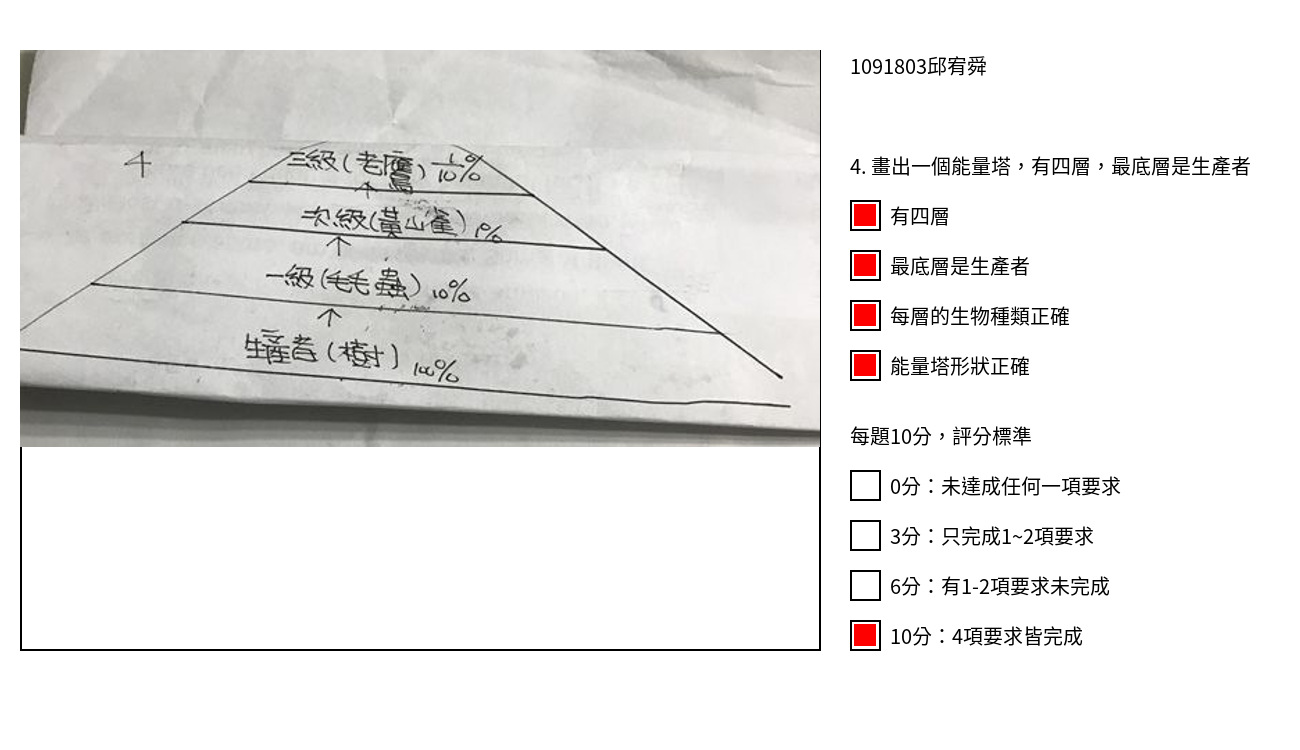 4
三級(老鷹) 1/10%
次級(黃山雀) 1%
一級(毛毛蟲) 10%
生產者(樹) 100%
1091803邱宥舜
4. 畫出一個能量塔，有四層，最底層是生產者
有四層
最底層是生產者
每層的生物種類正確
能量塔形狀正確
每題10分，評分標準
0分：未達成任何一項要求
3分：只完成1~2項要求
6分：有1-2項要求未完成
10分：4項要求皆完成